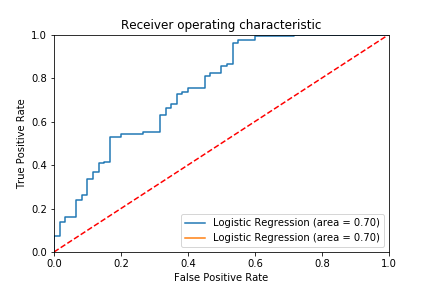 Receiver operating characteristic
1.0
0.8
0.6
0.4
0.2
0.0
True Positive Rate
Logistic Regression (area = 0.70)
Logistic Regression (area = 0.70)
0.0 0.2 0.4 0.6 0.8 1.0
False Positive Rate